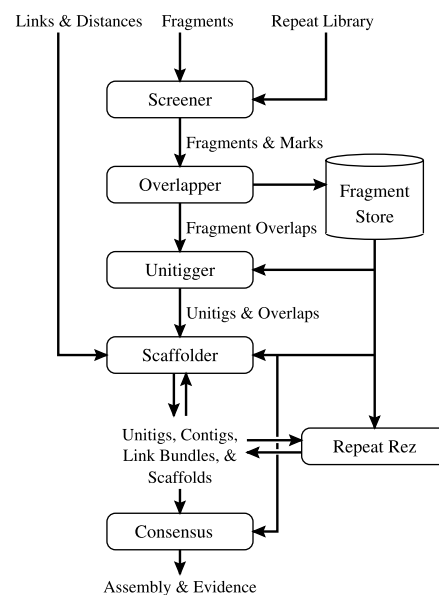 Links & Distances Fragments Repeat Library
Screener
Fragments & Marks
Overlapper
Fragment
Store
Fragment Overlaps
Unitigger
Unitigs & Overlaps
Scaffolder
Unitigs, Contigs,
Link Bundles, &
Scaffolds
Repeat Rez
Consensus
Assembly & Evidence